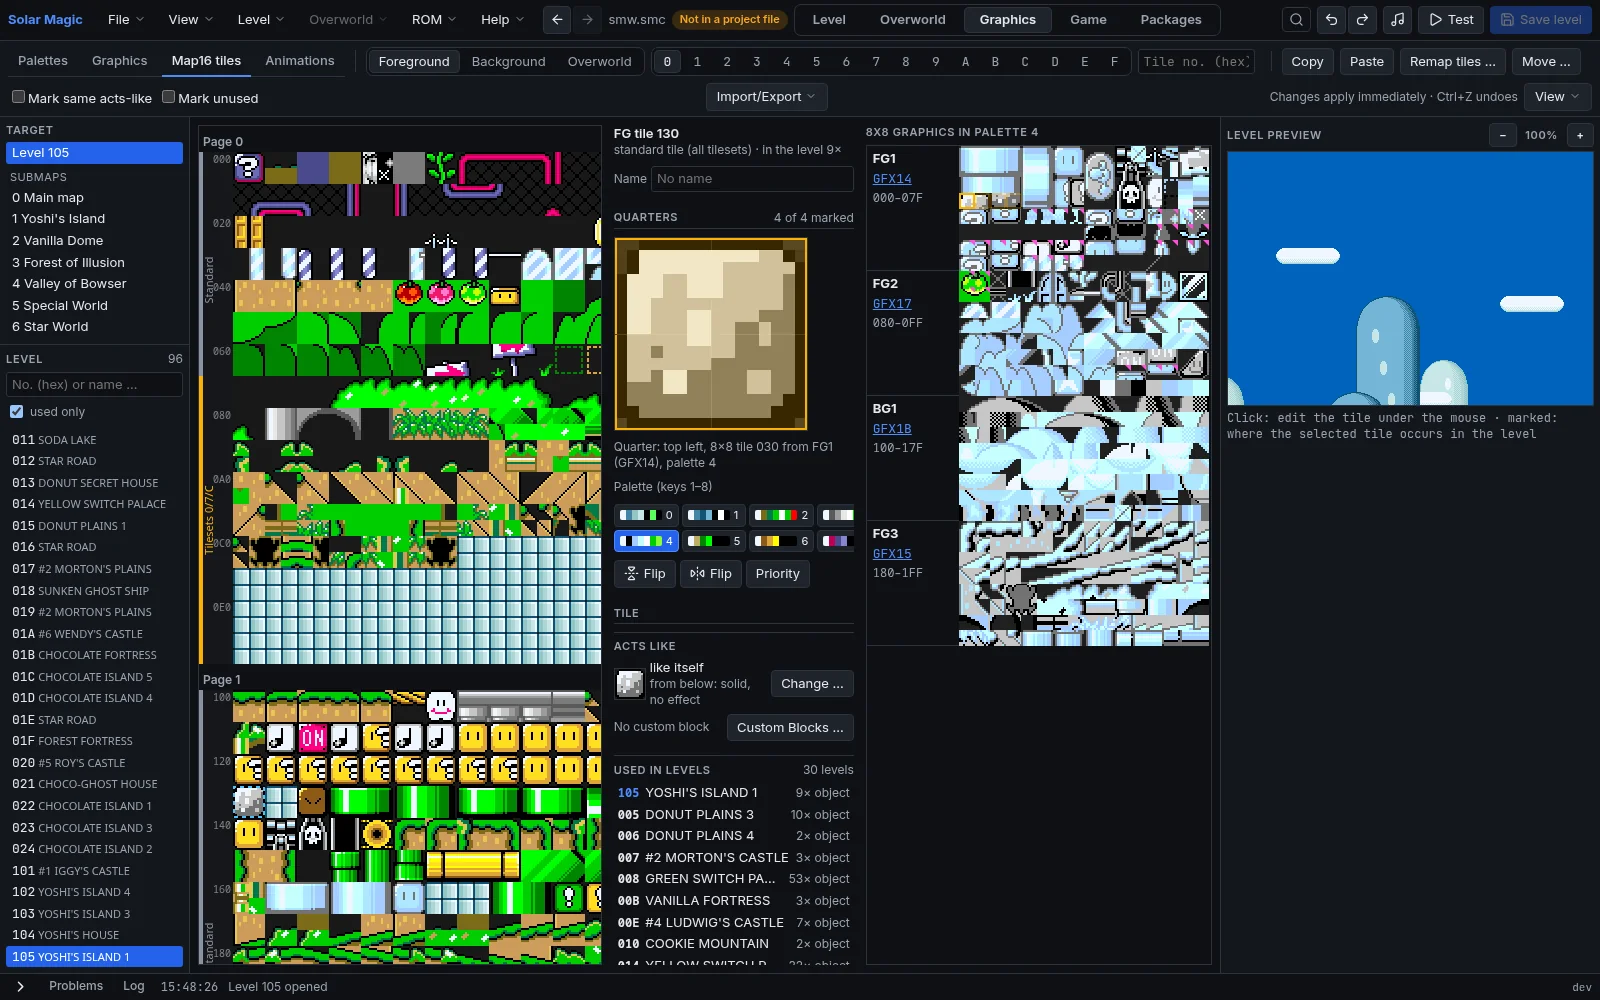 Solar Magic File View Level Overworld ROM Help smw.smc Not in a project file Level Overworld Graphics Game Packages Test Save level
Palettes Graphics Map16 tiles Animations Foreground Background Overworld 0 1 2 3 4 5 6 7 8 9 A B C D E F Tile no. (hex) Copy Paste Remap tiles ... Move ...
Mark same acts-like Mark unused Import/Export Changes apply immediately · Ctrl+Z undoes View
TARGET
Level 105
SUBMAPS
0 Main map
1 Yoshi's Island
2 Vanilla Dome
3 Forest of Illusion
4 Valley of Bowser
5 Special World
6 Star World
LEVEL 96
No. (hex) or name ...
used only
011 SODA LAKE
012 STAR ROAD
013 DONUT SECRET HOUSE
014 YELLOW SWITCH PALACE
015 DONUT PLAINS 1
016 STAR ROAD
017 #2 MORTON'S PLAINS
018 SUNKEN GHOST SHIP
019 #2 MORTON'S PLAINS
01A #6 WENDY'S CASTLE
01B CHOCOLATE FORTRESS
01C CHOCOLATE ISLAND 5
01D CHOCOLATE ISLAND 4
01E STAR ROAD
01F FOREST FORTRESS
020 #5 ROY'S CASTLE
021 CHOCO-GHOST HOUSE
022 CHOCOLATE ISLAND 1
023 CHOCOLATE ISLAND 3
024 CHOCOLATE ISLAND 2
101 #1 IGGY'S CASTLE
102 YOSHI'S ISLAND 4
103 YOSHI'S ISLAND 3
104 YOSHI'S HOUSE
105 YOSHI'S ISLAND 1
Page 0
000
020
040
060
080
0A0
0C0
0E0
Standard
Tilesets 0/7/C
Page 1
100
ON
120
140
160
180
FG tile 130
standard tile (all tilesets) · in the level 9×
Name No name
QUARTERS 4 of 4 marked
Quarter: top left, 8×8 tile 030 from FG1
(GFX14), palette 4
Palette (keys 1–8)
0 1 2
4 5 6
Flip Flip Priority
TILE
ACTS LIKE
like itself
from below: solid,
no effect
Change ...
No custom block Custom Blocks ...
USED IN LEVELS 30 levels
105 YOSHI'S ISLAND 1 9× object
005 DONUT PLAINS 3 10× object
006 DONUT PLAINS 4 2× object
007 #2 MORTON'S CASTLE 3× object
008 GREEN SWITCH PA... 53× object
00B VANILLA FORTRESS 3× object
00E #4 LUDWIG'S CASTLE 7× object
010 COOKIE MOUNTAIN 2× object
8X8 GRAPHICS IN PALETTE 4
FG1
GFX14
000-07F
FG2
GFX17
080-0FF
BG1
GFX1B
100-17F
FG3
GFX15
180-1FF
LEVEL PREVIEW − 100% +
Click: edit the tile under the mouse · marked:
where the selected tile occurs in the level
Problems Log 15:48:26 Level 105 opened dev